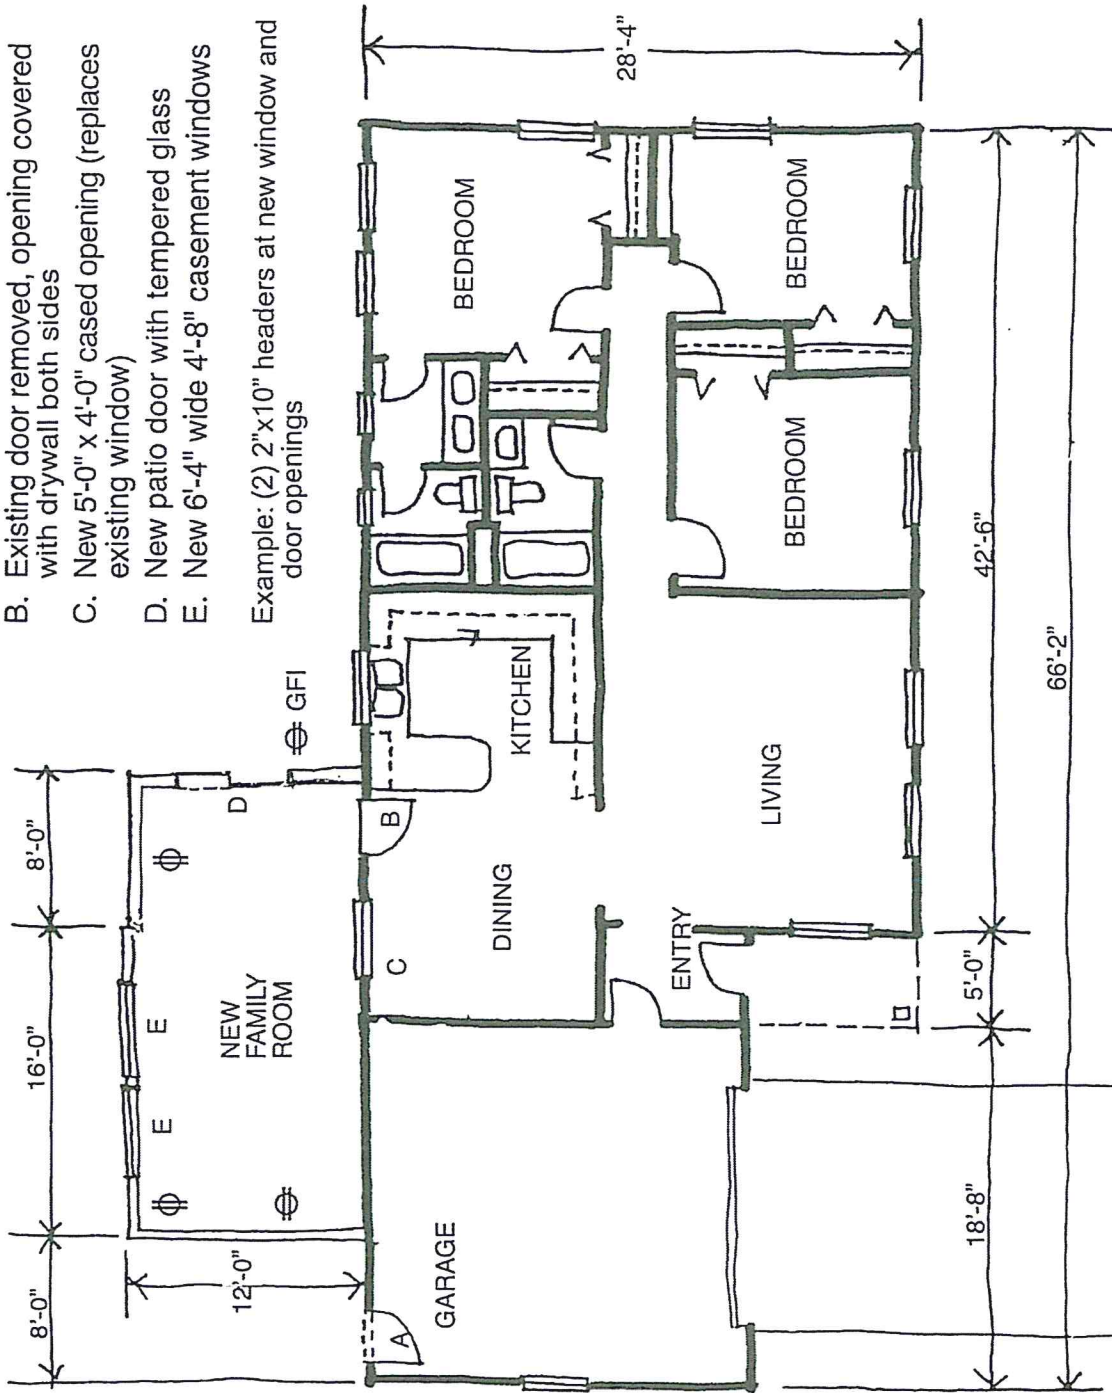 B. Existing door removed, opening covered
with drywall both sides
C. New 5'-0" x 4'-0" cased opening (replaces
existing window)
D. New patio door with tempered glass
E. New 6'-4" wide 4'-8" casement windows
Example: (2) 2"x10" headers at new window and
door openings
8'-0"
16'-0"
8'-0"
12'-0"
E
E
D
GFI
NEW
FAMILY
ROOM
28'-4"
A
C
B
GARAGE
DINING
KITCHEN
BEDROOM
ENTRY
LIVING
BEDROOM
BEDROOM
18'-8"
5'-0"
42'-6"
66'-2"